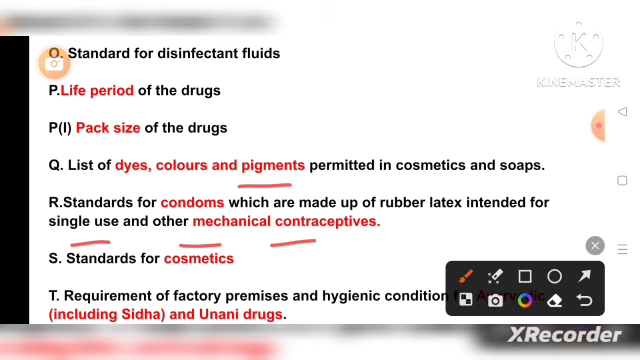 O. Standard for disinfectant fluids
P.Life period of the drugs
P(I) Pack size of the drugs
Q. List of dyes, colours and pigments permitted in cosmetics and soaps.
R.Standards for condoms which are made up of rubber latex intended for
single use and other mechanical contraceptives.
S. Standards for cosmetics
T. Requirement of factory premises and hygienic condition
(including Sidha) and Unani drugs.
KINEMASTER
XRecorder